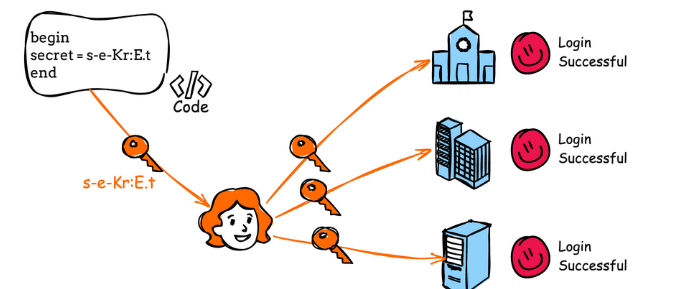 begin
secret = s-e-Kr:E.t
end
</>
Code
s-e-Kr:E.t
Login
Successful
Login
Successful
Login
Successful